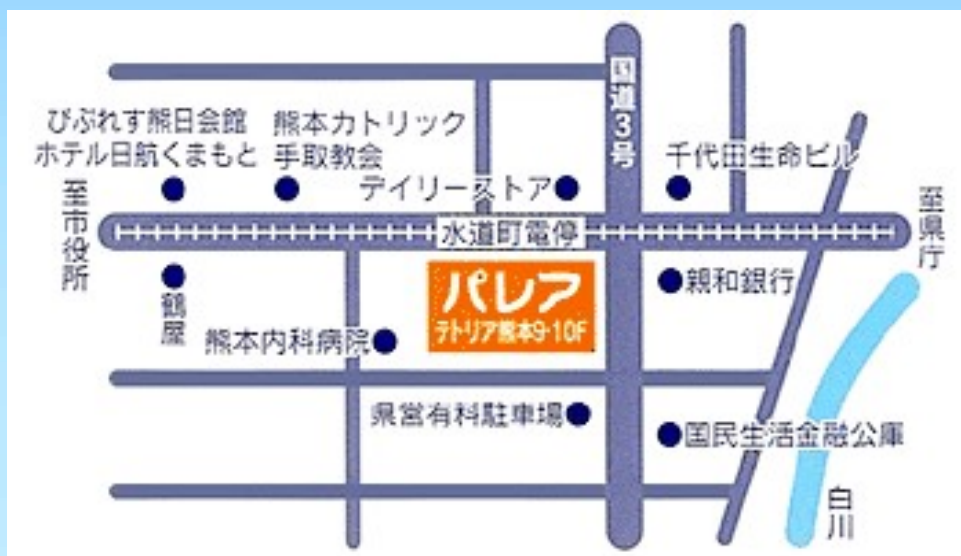 国道3号
びぷれす熊日会館
ホテル日航くまもと
熊本カトリック
手取教会
デイリーストア
千代田生命ビル
至市役所
水道町電停
至県庁
鶴屋
パレア
テトリア熊本9・10F
親和銀行
熊本内科病院
県営有料駐車場
国民生活金融公庫
白川